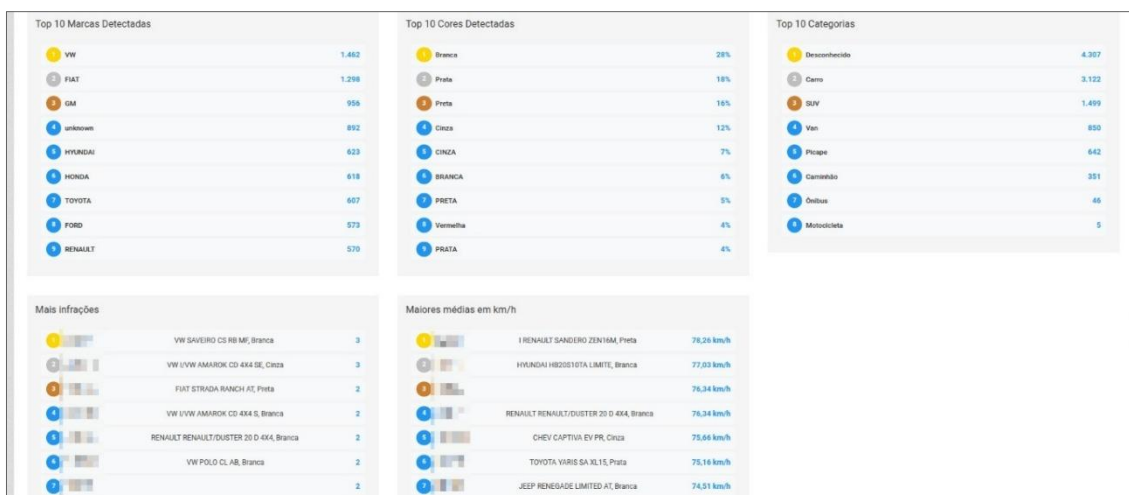 Top 10 Marcas Detectadas
1 VW 1.462
2 FIAT 1.298
3 GM 956
4 unknown 892
5 HYUNDAI 623
6 HONDA 618
7 TOYOTA 607
8 FORD 573
9 RENAULT 570
Top 10 Cores Detectadas
1 Branca 28%
2 Prata 18%
3 Preta 16%
4 Cinza 12%
5 CINZA 7%
6 BRANCA 6%
7 PRETA 5%
8 Vermelha 4%
9 PRATA 4%
Top 10 Categorias
1 Desconhecido 4.307
2 Carro 3.122
3 SUV 1.499
4 Van 850
5 Picape 642
6 Caminhão 351
7 Ônibus 46
8 Motocicleta 5
Mais infrações
1 VW SAVEIRO CS RB MF, Branca 3
2 VW I/VW AMAROK CD 4X4 SE, Cinza 3
3 FIAT STRADA RANCH AT, Preta 2
4 VW I/VW AMAROK CD 4X4 S, Branca 2
5 RENAULT RENAULT/DUSTER 20 D 4X4, Branca 2
6 VW POLO CL AB, Branca 2
7 2
Maiores médias em km/h
1 I RENAULT SANDERO ZEN16M, Preta 78,26 km/h
2 HYUNDAI HB20S10TA LIMITE, Branca 77,03 km/h
3 76,34 km/h
4 RENAULT RENAULT/DUSTER 20 D 4X4, Branca 76,34 km/h
5 CHEV CAPTIVA EV PR, Cinza 75,66 km/h
6 TOYOTA YARIS SA XL15, Prata 75,16 km/h
7 JEEP RENEGADE LIMITED AT, Branca 74,51 km/h